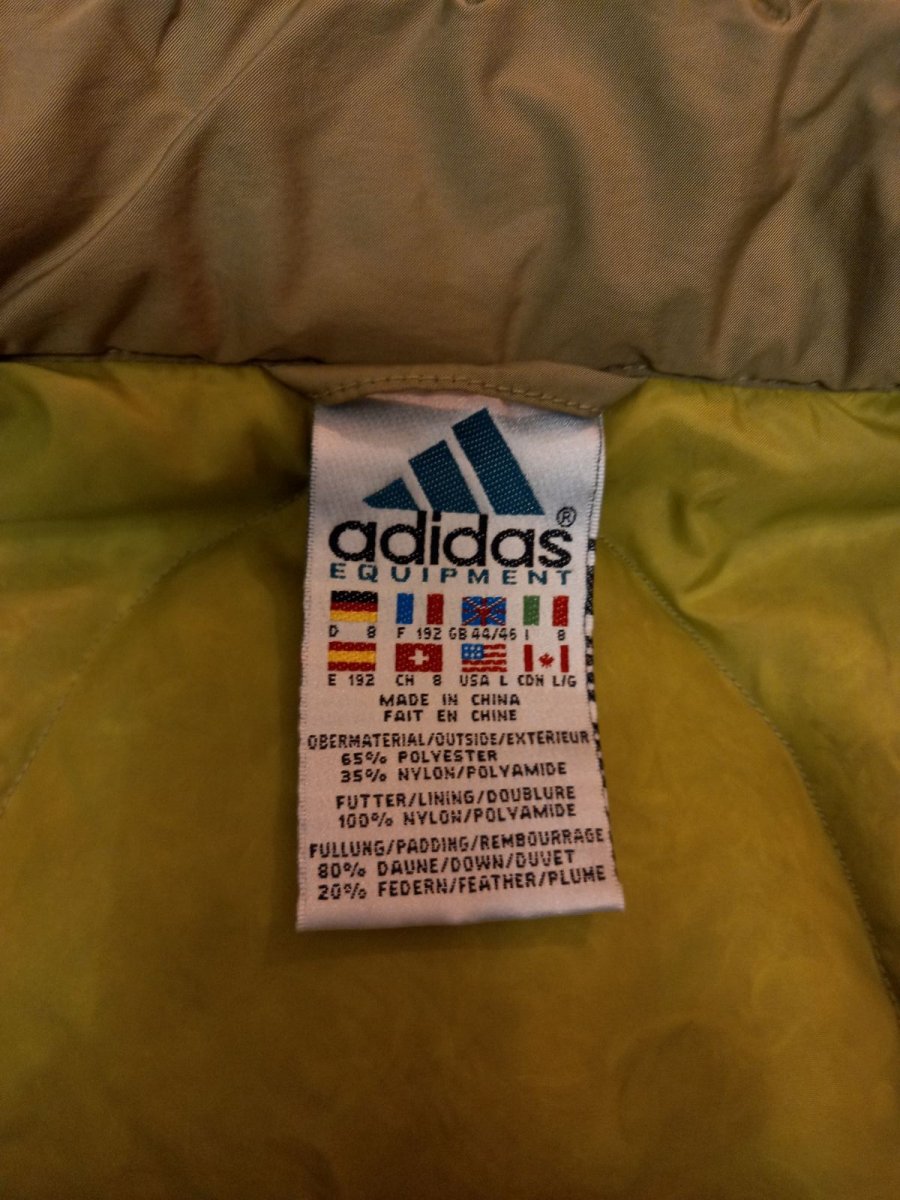 adidas®
EQUIPMENT
D 8 F 192 GB 44/46 I 8
E 192 CH 8 USA L CDN L/G
MADE IN CHINA
FAIT EN CHINE
OBERMATERIAL/OUTSIDE/EXTERIEUR
65% POLYESTER
35% NYLON/POLYAMIDE
FUTTER/LINING/DOUBLURE
100% NYLON/POLYAMIDE
FULLUNG/PADDING/REMBOURRAGE
80% DAUNE/DOWN/DUVET
20% FEDERN/FEATHER/PLUME